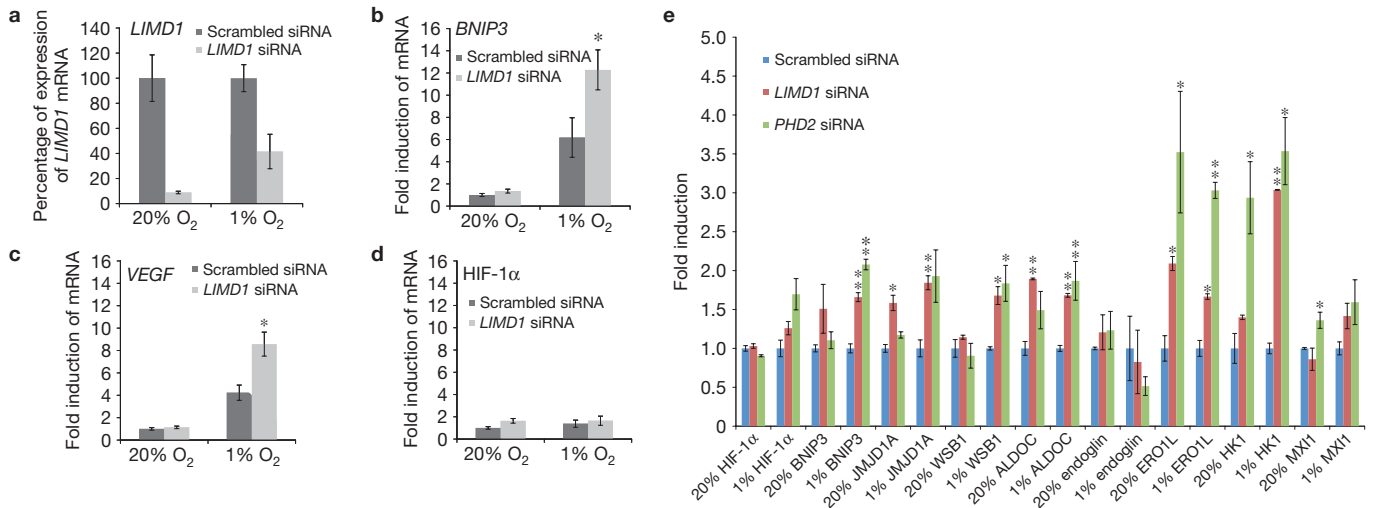 a
LIMD1
Scrambled siRNA
LIMD1 siRNA
Percentage of expression
of LIMD1 mRNA
140
120
100
80
60
40
20
0
20% O2
1% O2
b
BNIP3
Scrambled siRNA
LIMD1 siRNA
*
Fold induction of mRNA
16
14
12
10
8
6
4
2
0
20% O2
1% O2
c
VEGF
Scrambled siRNA
LIMD1 siRNA
*
Fold induction of mRNA
16
14
12
10
8
6
4
2
0
20% O2
1% O2
d
HIF-1α
Scrambled siRNA
LIMD1 siRNA
Fold induction of mRNA
16
14
12
10
8
6
4
2
0
20% O2
1% O2
e
Scrambled siRNA
LIMD1 siRNA
PHD2 siRNA
Fold induction
5.0
4.5
4.0
3.5
3.0
2.5
2.0
1.5
1.0
0.5
0
** ** * ** * * ** ** ** * * * ** * ** * *
20% HIF-1α
1% HIF-1α
20% BNIP3
1% BNIP3
20% JMJD1A
1% JMJD1A
20% WSB1
1% WSB1
20% ALDOC
1% ALDOC
20% endoglin
1% endoglin
20% ERO1L
1% ERO1L
20% HK1
1% HK1
20% MXI1
1% MXI1